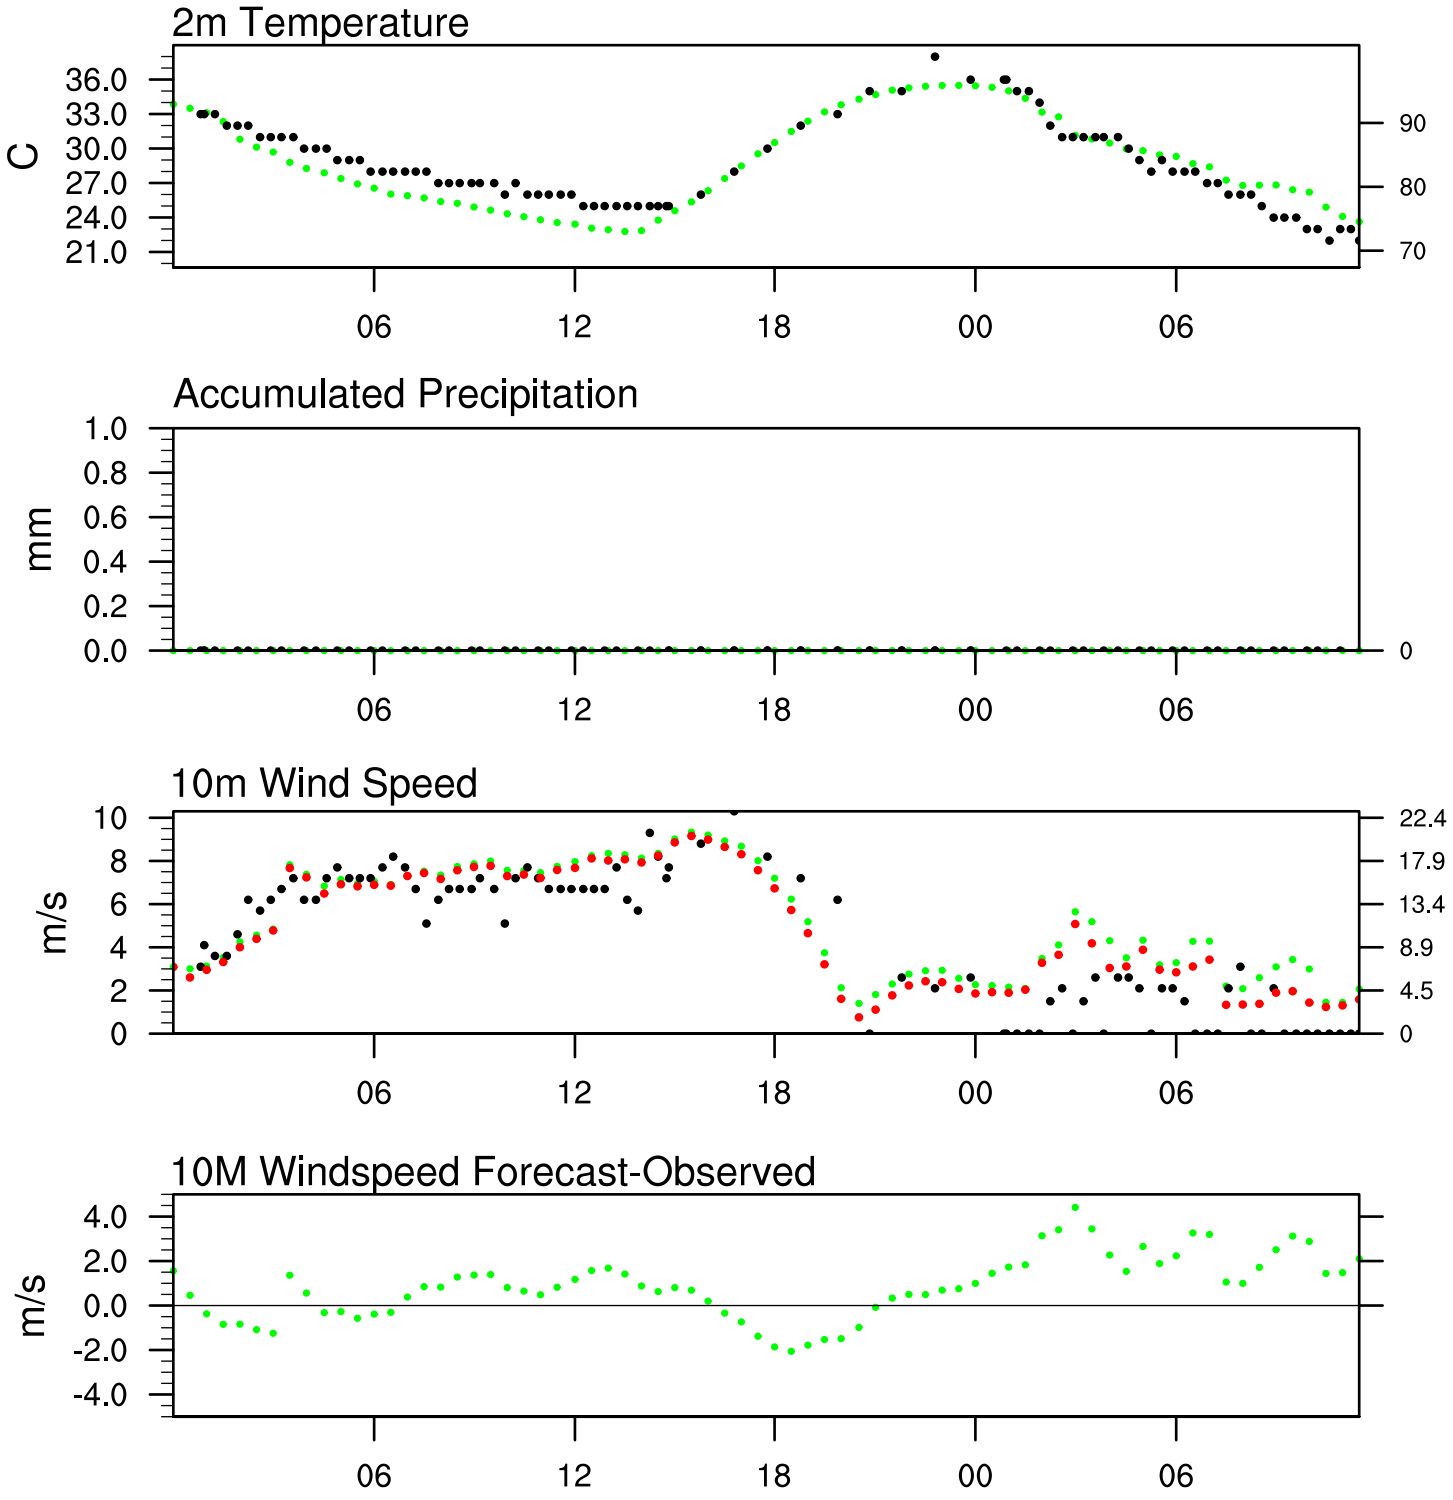 2m Temperature
C
36.0
33.0
30.0
27.0
24.0
21.0
90
80
70
06 12 18 00 06
Accumulated Precipitation
mm
1.0
0.8
0.6
0.4
0.2
0.0
0
06 12 18 00 06
10m Wind Speed
m/s
10
8
6
4
2
0
22.4
17.9
13.4
8.9
4.5
0
06 12 18 00 06
10M Windspeed Forecast-Observed
m/s
4.0
2.0
0.0
-2.0
-4.0
06 12 18 00 06